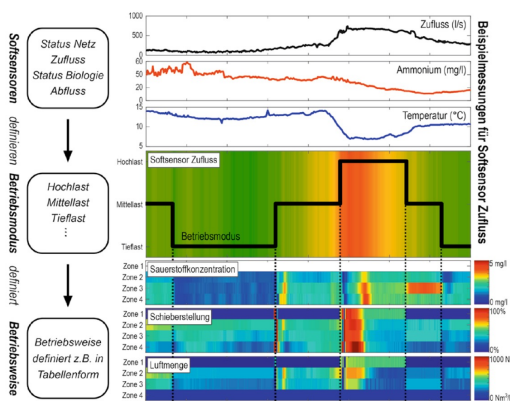 Softsensoren
definieren
Betriebsmodus
definiert
Betriebsweise
Status Netz
Zufluss
Status Biologie
Abfluss
Hochlast
Mittellast
Tieflast
⋮
Betriebsweise
definiert z.B. in
Tabellenform
Zufluss (l/s)
1000
500
0
Ammonium (mg/l)
60
50
20
0
Temperatur (°C)
15
10
5
Softsensor Zufluss
Hochlast
Mittellast
Tieflast
Betriebsmodus
Sauerstoffkonzentration
Zone 1
Zone 2
Zone 3
Zone 4
5 mg/l
0 mg/l
Schieberstellung
Zone 1
Zone 2
Zone 3
Zone 4
100%
0%
Luftmenge
Zone 1
Zone 2
Zone 3
Zone 4
1000 N
0 Nm³/l
Beispielmessungen für Softsensor Zufluss